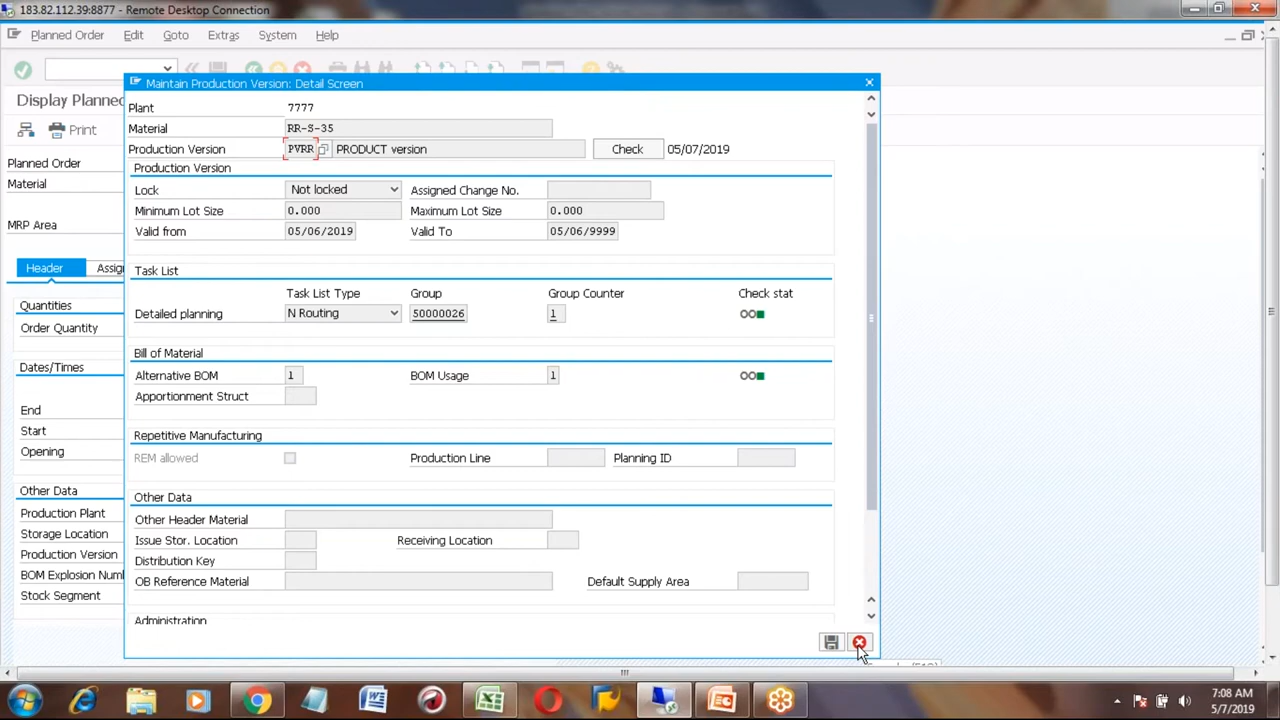 183.82.112.39:8877 - Remote Desktop Connection
Planned Order Edit Goto Extras System Help
Display Planned
Print
Planned Order
Material
MRP Area
Header Assig
Quantities
Order Quantity
Dates/Times
End
Start
Opening
Other Data
Production Plant
Storage Location
Production Version
BOM Explosion Numb
Stock Segment
Maintain Production Version: Detail Screen
Plant 7777
Material RR-S-35
Production Version PVRR PRODUCT version Check 05/07/2019
Production Version
Lock Not locked Assigned Change No.
Minimum Lot Size 0.000 Maximum Lot Size 0.000
Valid from 05/06/2019 Valid To 05/06/9999
Task List
Task List Type Group Group Counter Check stat
Detailed planning N Routing 50000026 1
Bill of Material
Alternative BOM 1 BOM Usage 1
Apportionment Struct
Repetitive Manufacturing
REM allowed Production Line Planning ID
Other Data
Other Header Material
Issue Stor. Location Receiving Location
Distribution Key
OB Reference Material Default Supply Area
Administration
7:08 AM
5/7/2019